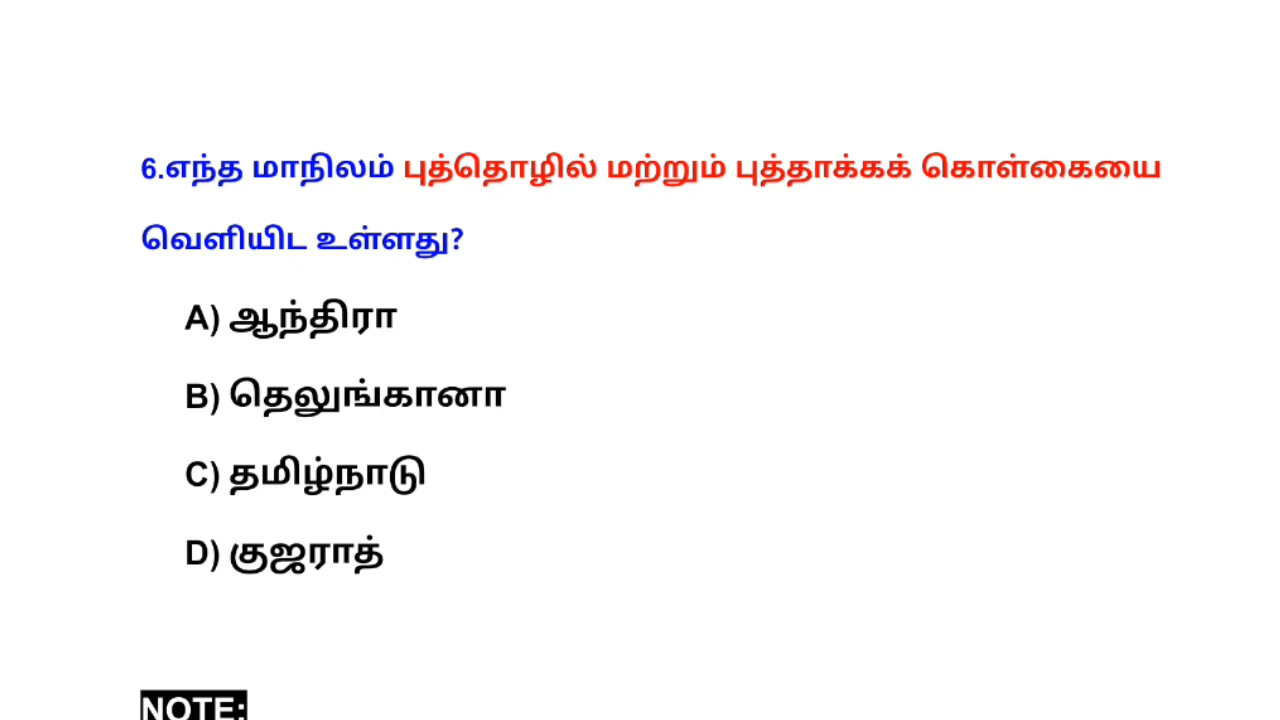 6.எந்த மாநிலம் புத்தொழில் மற்றும் புத்தாக்கக் கொள்கையை
வெளியிட உள்ளது?
A) ஆந்திரா
B) தெலுங்கானா
C) தமிழ்நாடு
D) குஜராத்
NOTE: